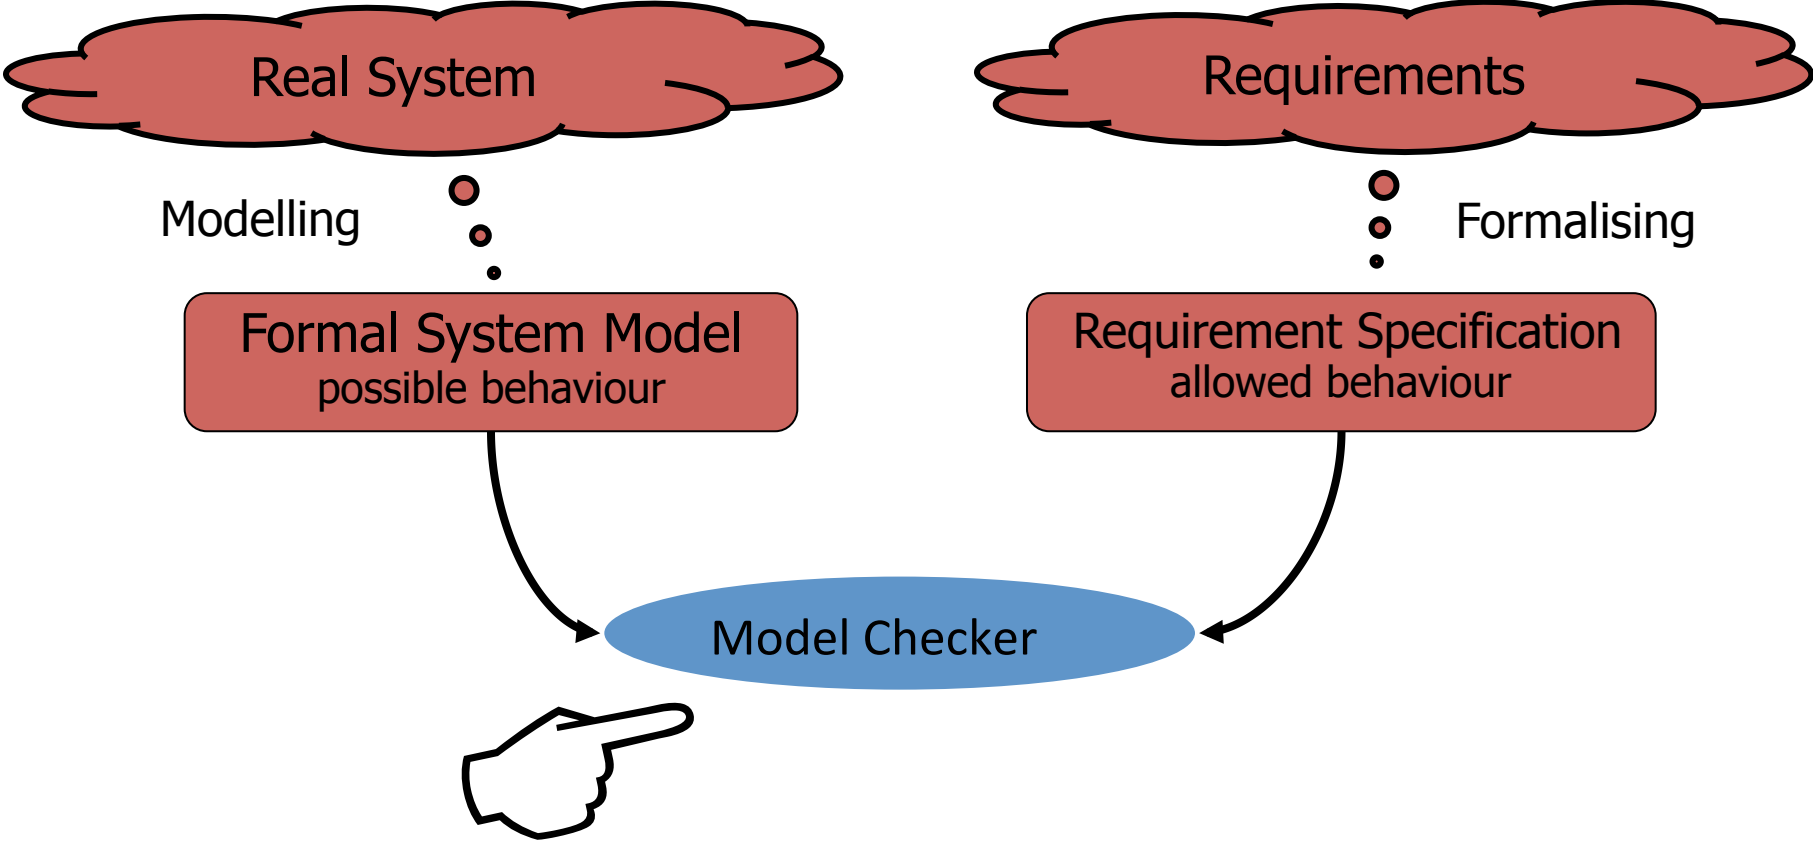 Real System
Requirements
Modelling
Formalising
Formal System Model
possible behaviour
Requirement Specification
allowed behaviour
Model Checker